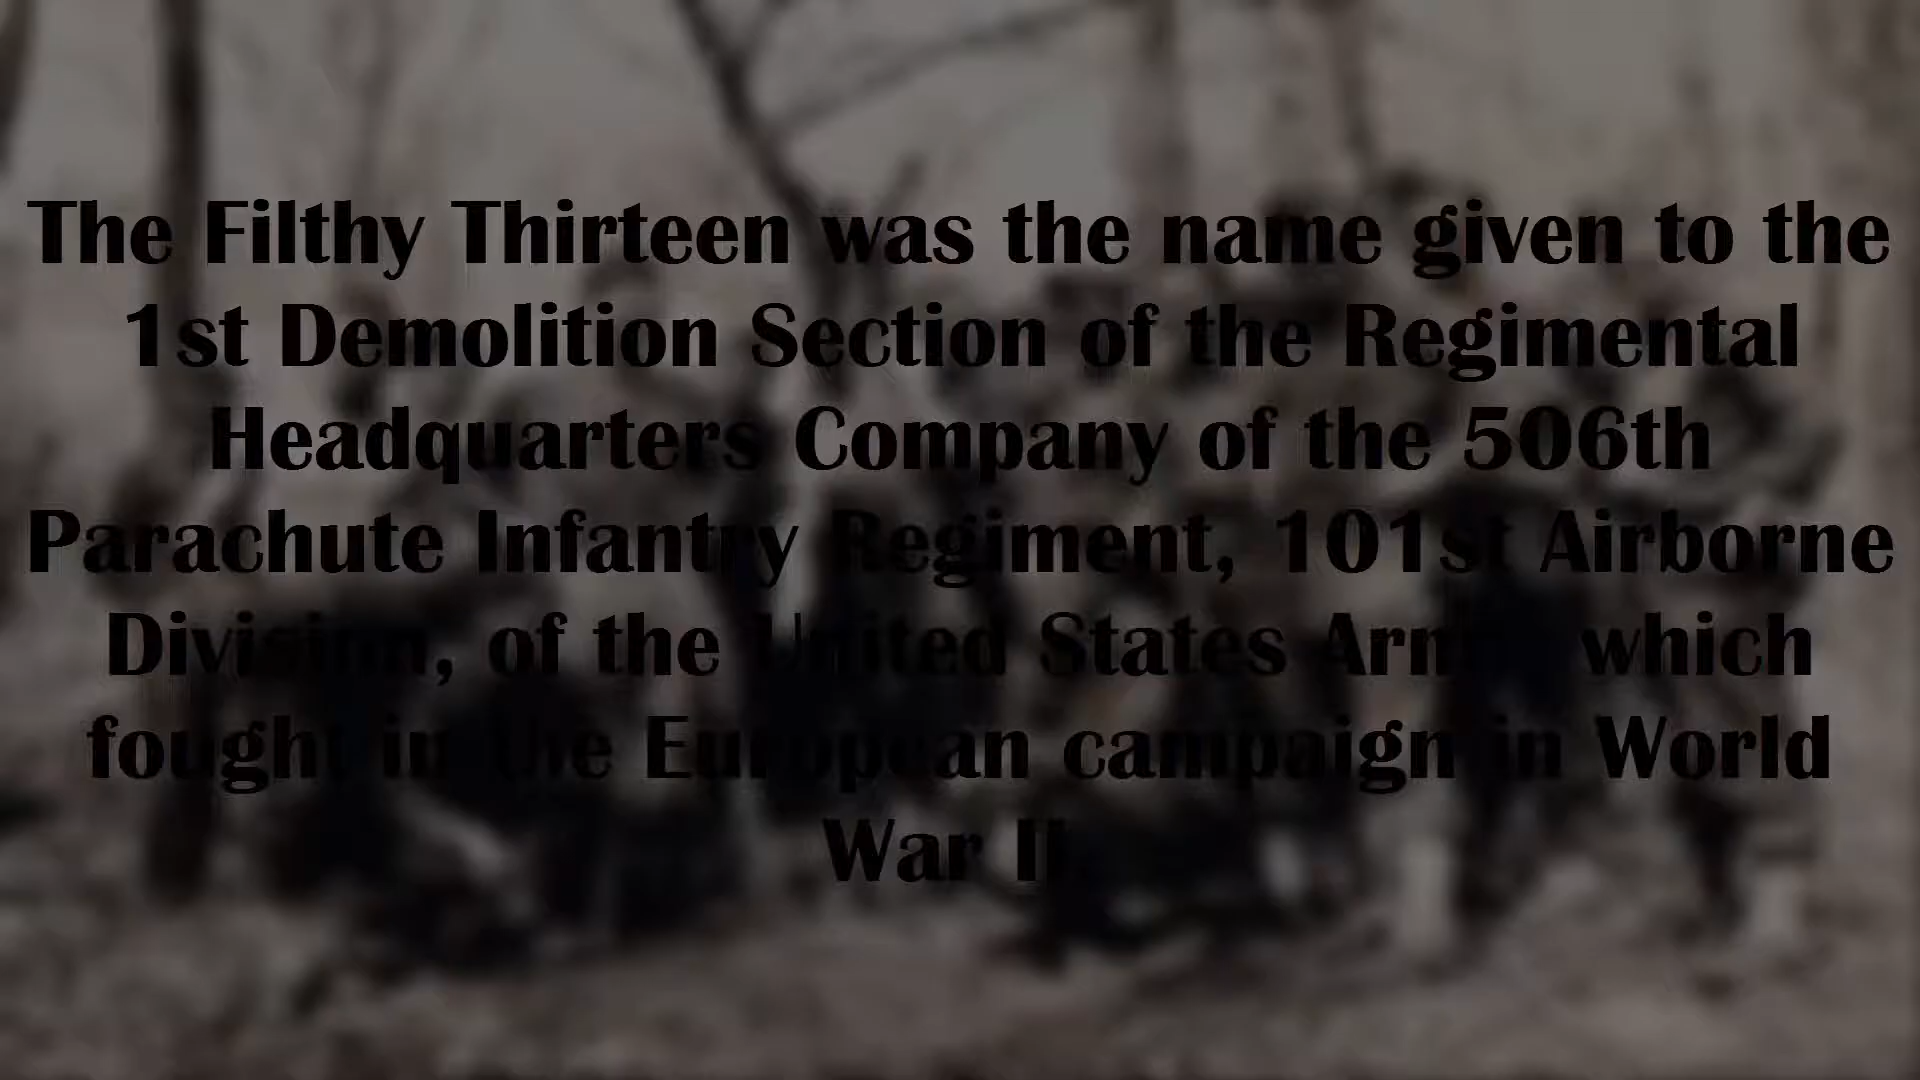 The Filthy Thirteen was the name given to the
1st Demolition Section of the Regimental
Headquarters Company of the 506th
Parachute Infantry Regiment, 101st Airborne
Division, of the United States Army, which
fought in the European campaign in World
War II.